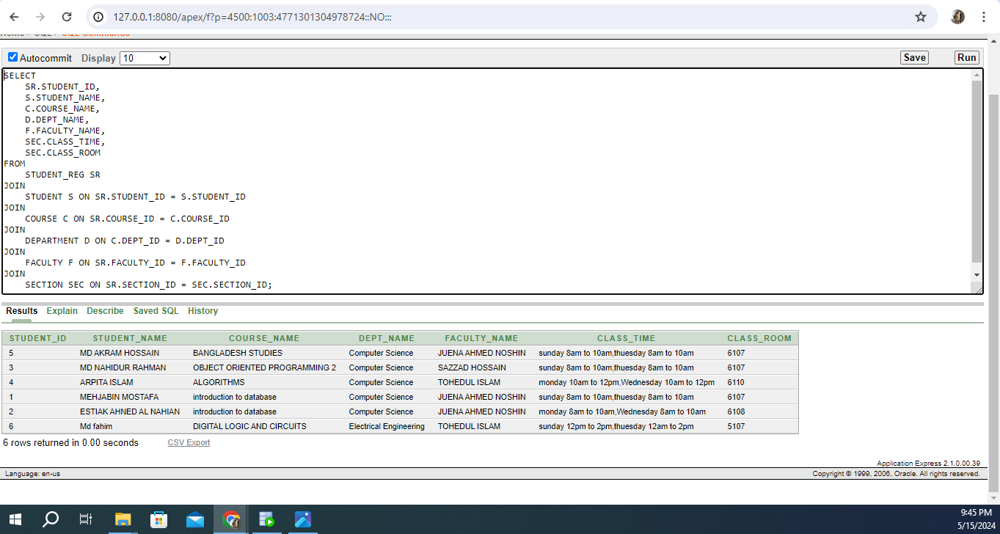 127.0.0.1:8080/apex/f?p=4500:1003:4771301304978724::NO:::
Autocommit Display 10 Save Run
SELECT
SR.STUDENT_ID,
S.STUDENT_NAME,
C.COURSE_NAME,
D.DEPT_NAME,
F.FACULTY_NAME,
SEC.CLASS_TIME,
SEC.CLASS_ROOM
FROM
STUDENT_REG SR
JOIN
STUDENT S ON SR.STUDENT_ID = S.STUDENT_ID
JOIN
COURSE C ON SR.COURSE_ID = C.COURSE_ID
JOIN
DEPARTMENT D ON C.DEPT_ID = D.DEPT_ID
JOIN
FACULTY F ON SR.FACULTY_ID = F.FACULTY_ID
JOIN
SECTION SEC ON SR.SECTION_ID = SEC.SECTION_ID;
Results Explain Describe Saved SQL History
STUDENT_ID STUDENT_NAME COURSE_NAME DEPT_NAME FACULTY_NAME CLASS_TIME CLASS_ROOM
5 MD AKRAM HOSSAIN BANGLADESH STUDIES Computer Science JUENA AHMED NOSHIN sunday 8am to 10am,thuesday 8am to 10am 6107
3 MD NAHIDUR RAHMAN OBJECT ORIENTED PROGRAMMING 2 Computer Science SAZZAD HOSSAIN sunday 8am to 10am,thuesday 8am to 10am 6107
4 ARPITA ISLAM ALGORITHMS Computer Science TOHEDUL ISLAM monday 10am to 12pm,Wednesday 10am to 12pm 6110
1 MEHJABIN MOSTAFA introduction to database Computer Science JUENA AHMED NOSHIN sunday 8am to 10am,thuesday 8am to 10am 6107
2 ESTIAK AHNED AL NAHIAN introduction to database Computer Science JUENA AHMED NOSHIN monday 8am to 10am,Wednesday 8am to 10am 6108
6 Md fahim DIGITAL LOGIC AND CIRCUITS Electrical Engineering TOHEDUL ISLAM sunday 12pm to 2pm,thuesday 12am to 2pm 5107
6 rows returned in 0.00 seconds CSV Export
Application Express 2.1.0.00.39
Language: en-us Copyright © 1999, 2006, Oracle. All rights reserved.
9:45 PM
5/15/2024